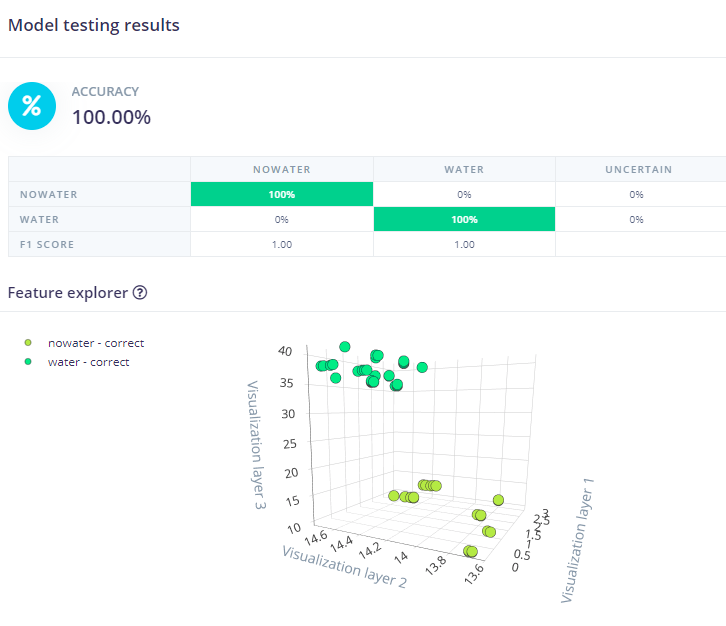 Model testing results
%
ACCURACY
100.00%
NOWATER WATER UNCERTAIN
NOWATER 100% 0% 0%
WATER 0% 100% 0%
F1 SCORE 1.00 1.00
Feature explorer ?
nowater - correct
water - correct
40
35
30
25
20
15
10
Visualization layer 3
14.6
14.4
14.2
14
13.8
13.6
Visualization layer 2
3
2.5
2
1.5
1
0.5
0
Visualization layer 1